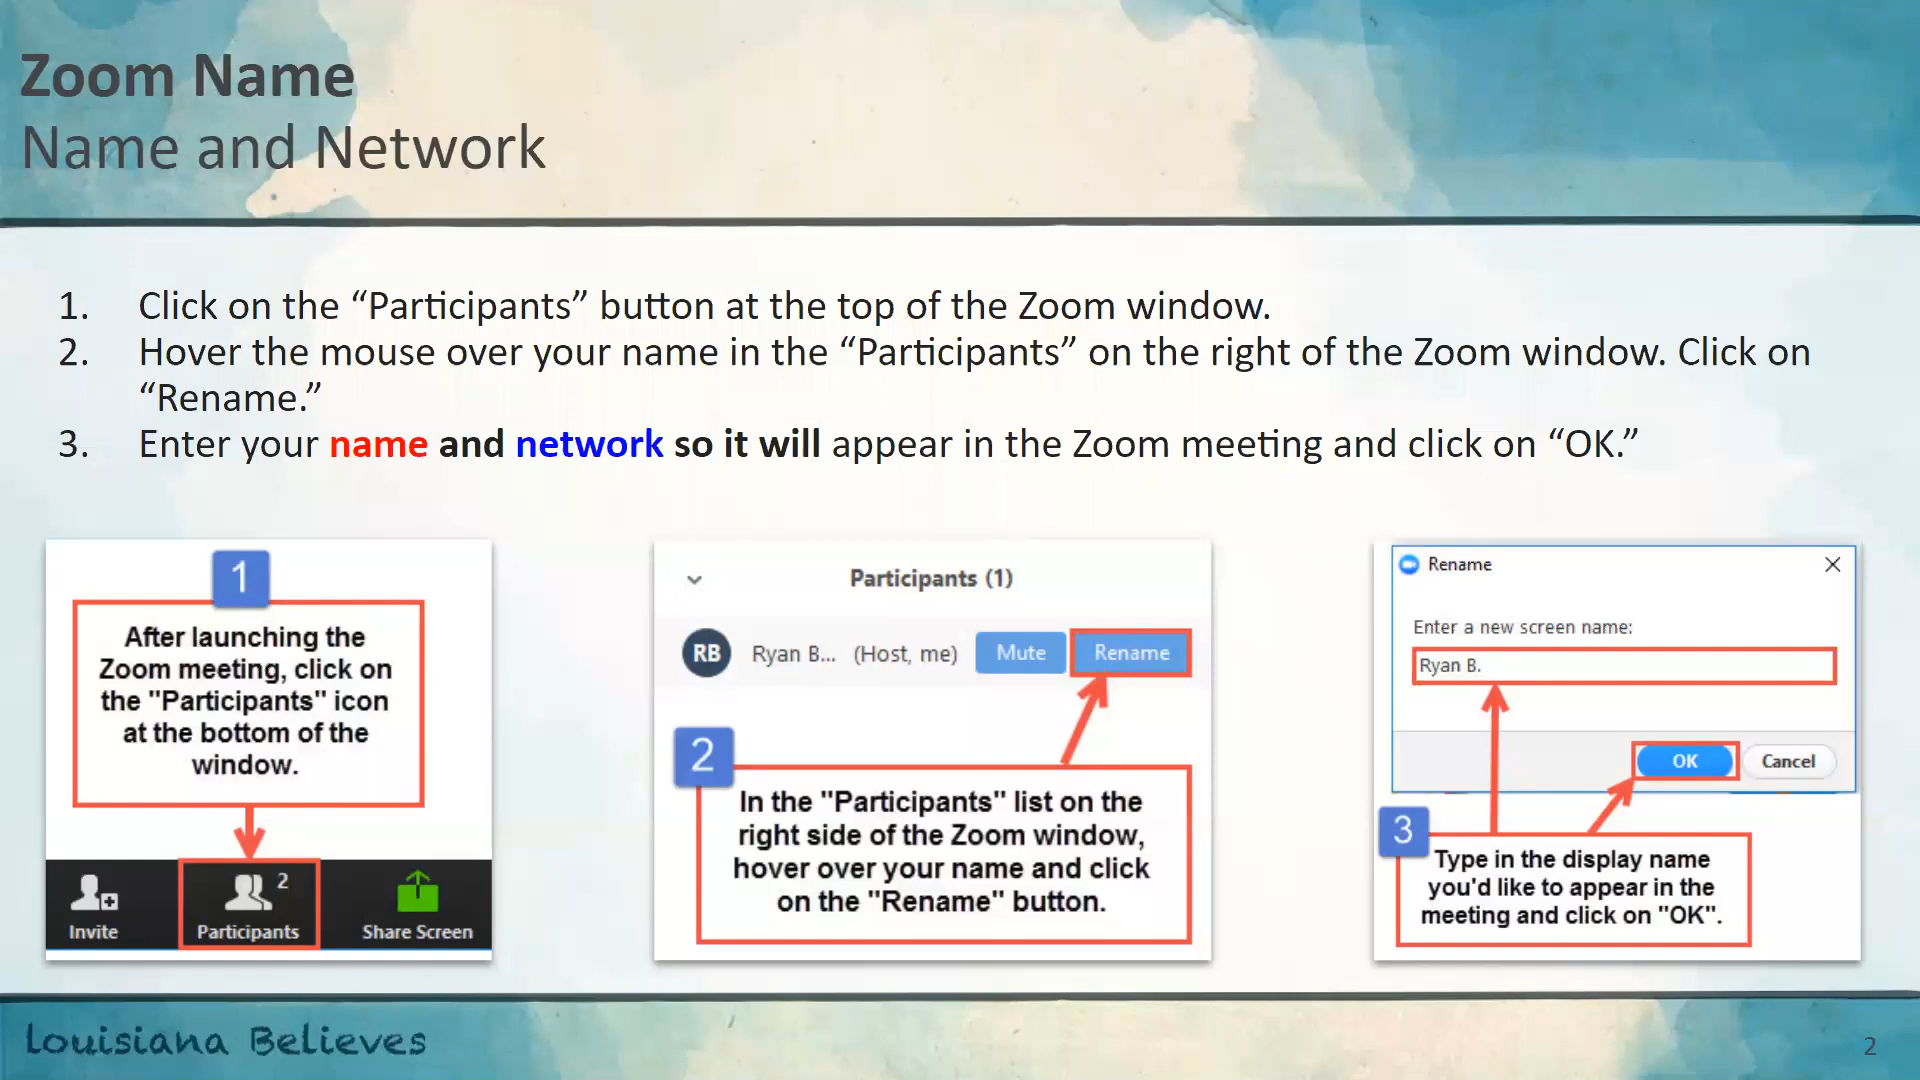 Zoom Name
Name and Network
1. Click on the “Participants” button at the top of the Zoom window.
2. Hover the mouse over your name in the “Participants” on the right of the Zoom window. Click on
“Rename.”
3. Enter your name and network so it will appear in the Zoom meeting and click on “OK.”
1
After launching the
Zoom meeting, click on
the "Participants" icon
at the bottom of the
window.
Invite
2
Participants
Share Screen
Participants (1)
RB Ryan B... (Host, me) Mute Rename
2
In the "Participants" list on the
right side of the Zoom window,
hover over your name and click
on the "Rename" button.
Rename
Enter a new screen name:
Ryan B.
OK Cancel
3
Type in the display name
you'd like to appear in the
meeting and click on "OK".
Louisiana Believes
2